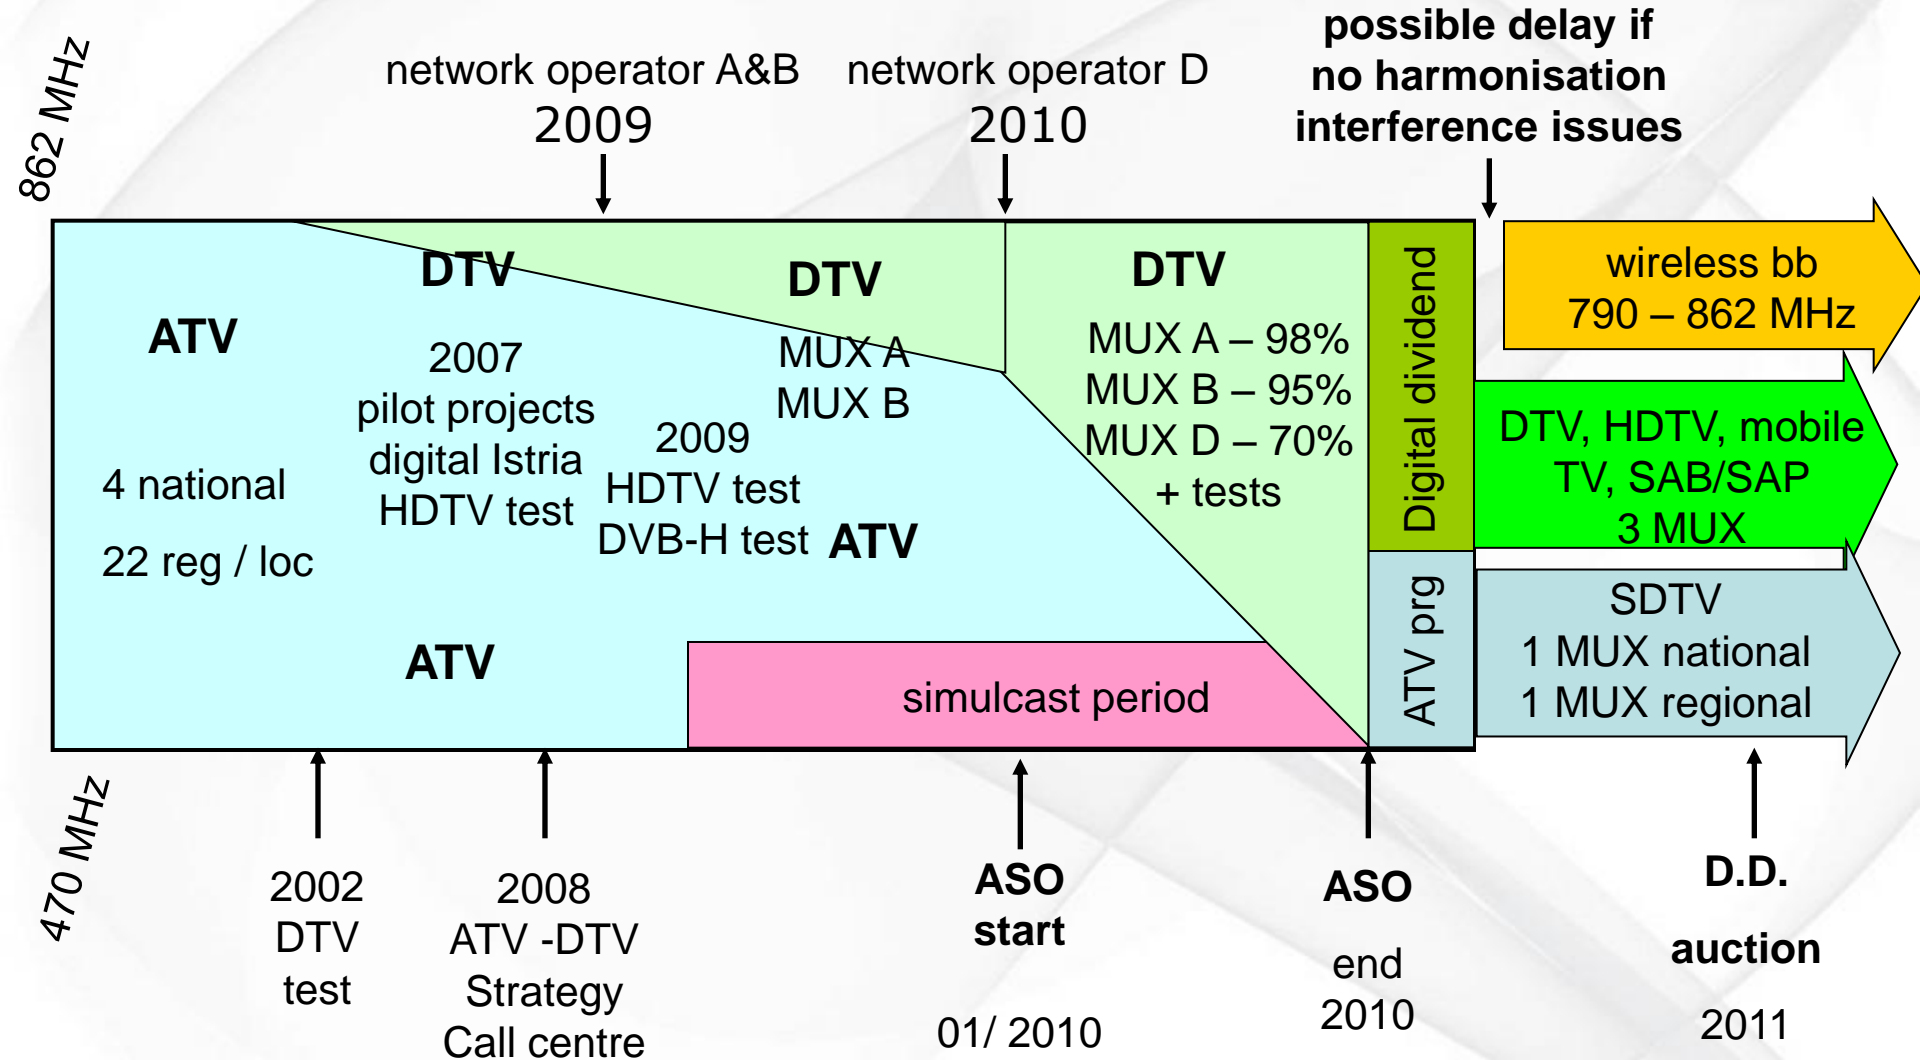 862 MHz
network operator A&B
2009
network operator D
2010
possible delay if
no harmonisation
interference issues
ATV
4 national
22 reg / loc
DTV
2007
pilot projects
digital Istria
HDTV test
2009
HDTV test
DVB-H test
DTV
MUX A
MUX B
ATV
ATV
simulcast period
DTV
MUX A – 98%
MUX B – 95%
MUX D – 70%
+ tests
Digital dividend
ATV prg
wireless bb
790 – 862 MHz
DTV, HDTV, mobile
TV, SAB/SAP
3 MUX
SDTV
1 MUX national
1 MUX regional
470 MHz
2002
DTV
test
2008
ATV -DTV
Strategy
Call centre
ASO
start
01/ 2010
ASO
end
2010
D.D.
auction
2011